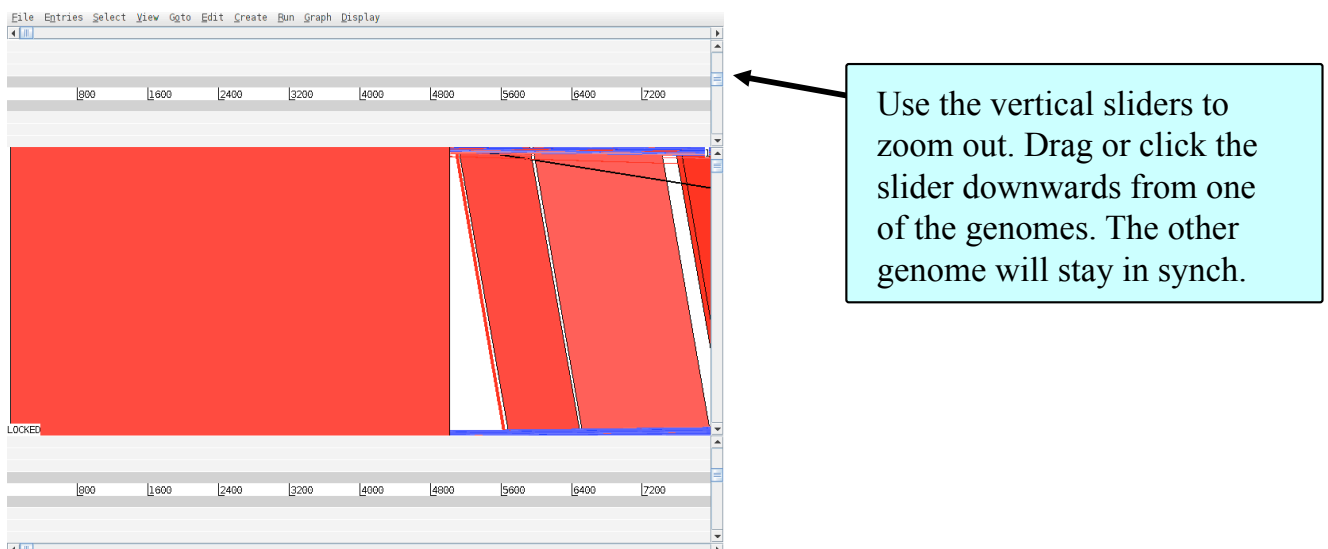 File Entries Select View Goto Edit Create Run Graph Display
800 1600 2400 3200 4000 4800 5600 6400 7200
Use the vertical sliders to
zoom out. Drag or click the
slider downwards from one
of the genomes. The other
genome will stay in synch.
LOCKED
800 1600 2400 3200 4000 4800 5600 6400 7200